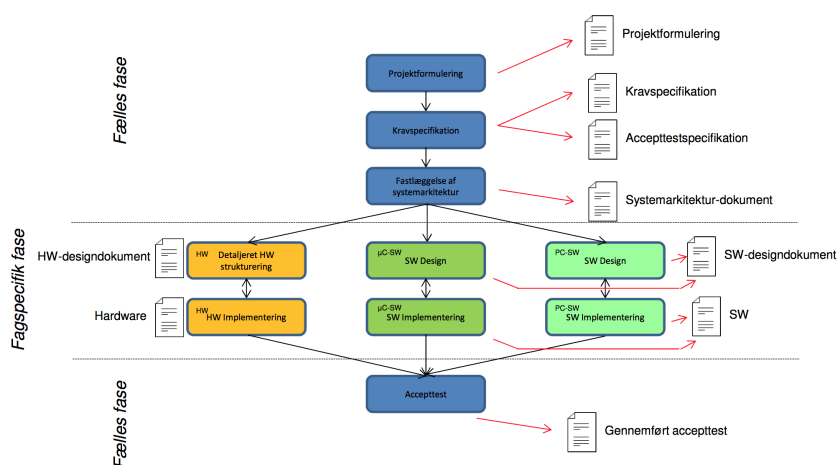 Fælles fase
Projektformulering
Projektformulering
Kravspecifikation
Kravspecifikation
Accepttestspecifikation
Fastlæggelse af
systemarkitektur
Systemarkitektur-dokument
Fagspecifik fase
HW-designdokument
HW
Detaljeret HW
strukturering
µC-SW
SW Design
PC-SW
SW Design
SW-designdokument
Hardware
HW
HW Implementering
µC-SW
SW Implementering
PC-SW
SW Implementering
SW
Fælles fase
Accepttest
Gennemført accepttest